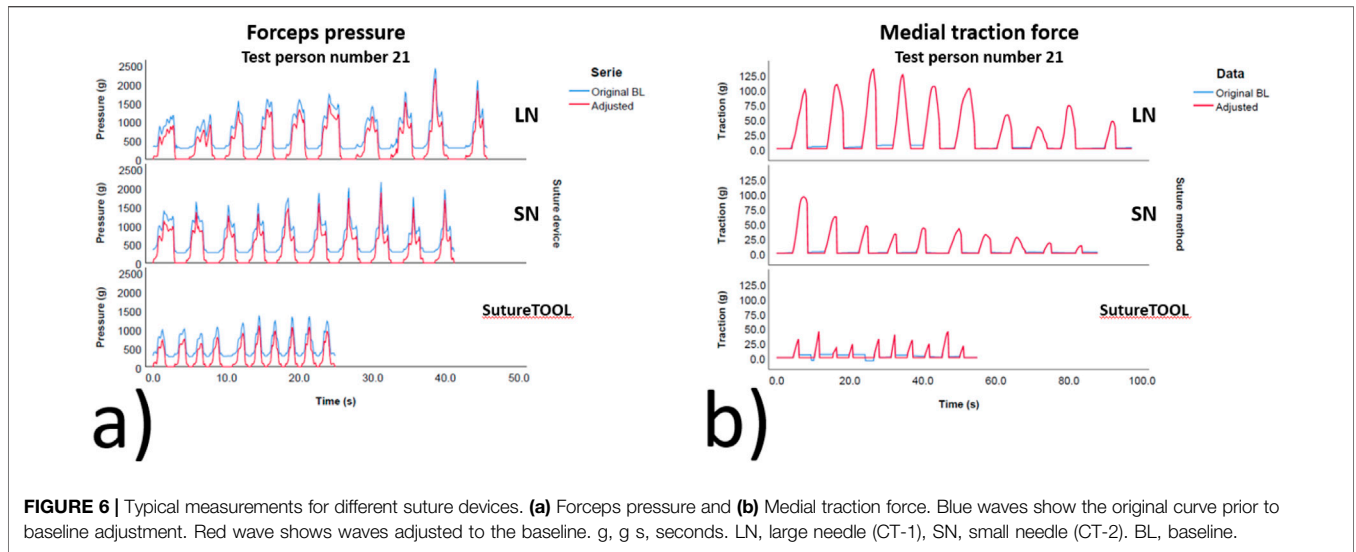 Forceps pressure
Test person number 21
Pressure (g)
2500
2000
1500
1000
500
0
LN
Serie
Original BL
Adjusted
Pressure (g)
2500
2000
1500
1000
500
0
SN
Suture device
Pressure (g)
2500
2000
1500
1000
500
0
SutureTOOL
0.0 10.0 20.0 30.0 40.0 50.0
Time (s)
a)
Medial traction force
Test person number 21
Traction (g)
125.0
100.0
75.0
50.0
25.0
0.0
LN
Data
Original BL
Adjusted
Traction (g)
125.0
100.0
75.0
50.0
25.0
0.0
SN
Suture method
Traction (g)
125.0
100.0
75.0
50.0
25.0
0.0
SutureTOOL
0.0 20.0 40.0 60.0 80.0 100.0
Time (s)
b)
FIGURE 6 | Typical measurements for different suture devices. (a) Forceps pressure and (b) Medial traction force. Blue waves show the original curve prior to
baseline adjustment. Red wave shows waves adjusted to the baseline. g, g s, seconds. LN, large needle (CT-1), SN, small needle (CT-2). BL, baseline.